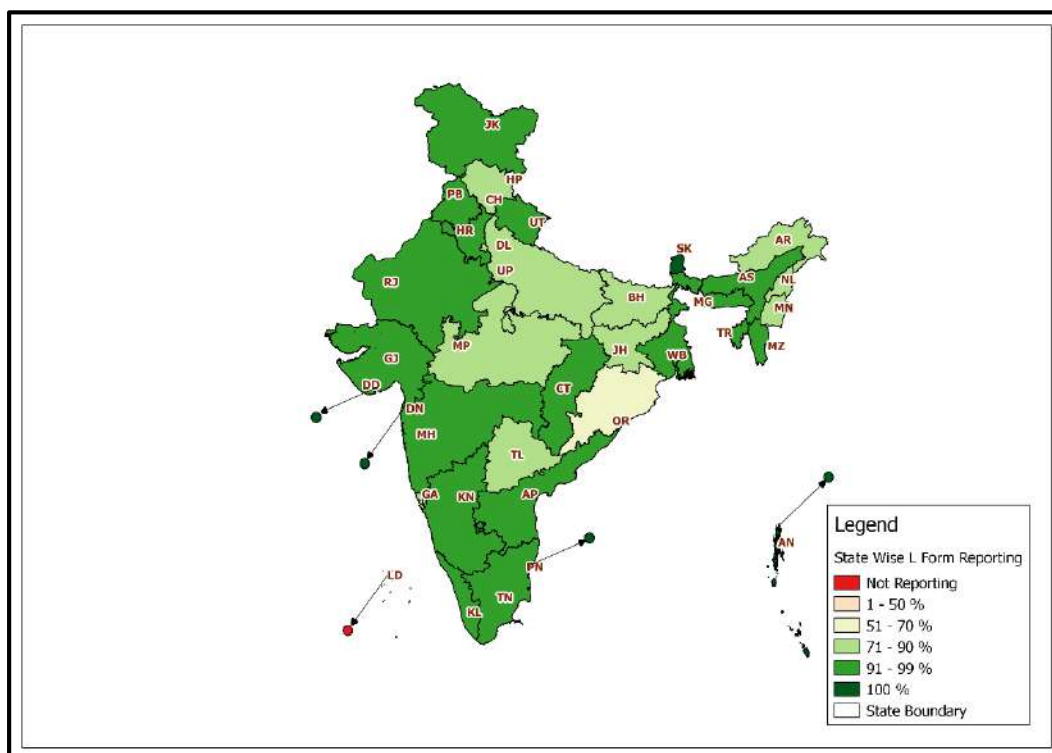 JK
HP
PB
CH
UT
HR
DL
SK
AR
RJ
UP
AS
NL
BH
MG
MN
TR
MP
JH
WB
MZ
GJ
DD
CT
DN
OR
MH
TL
GA
KN
AP
AN
PN
LD
TN
KL
Legend
State Wise L Form Reporting
Not Reporting
1 - 50 %
51 - 70 %
71 - 90 %
91 - 99 %
100 %
State Boundary